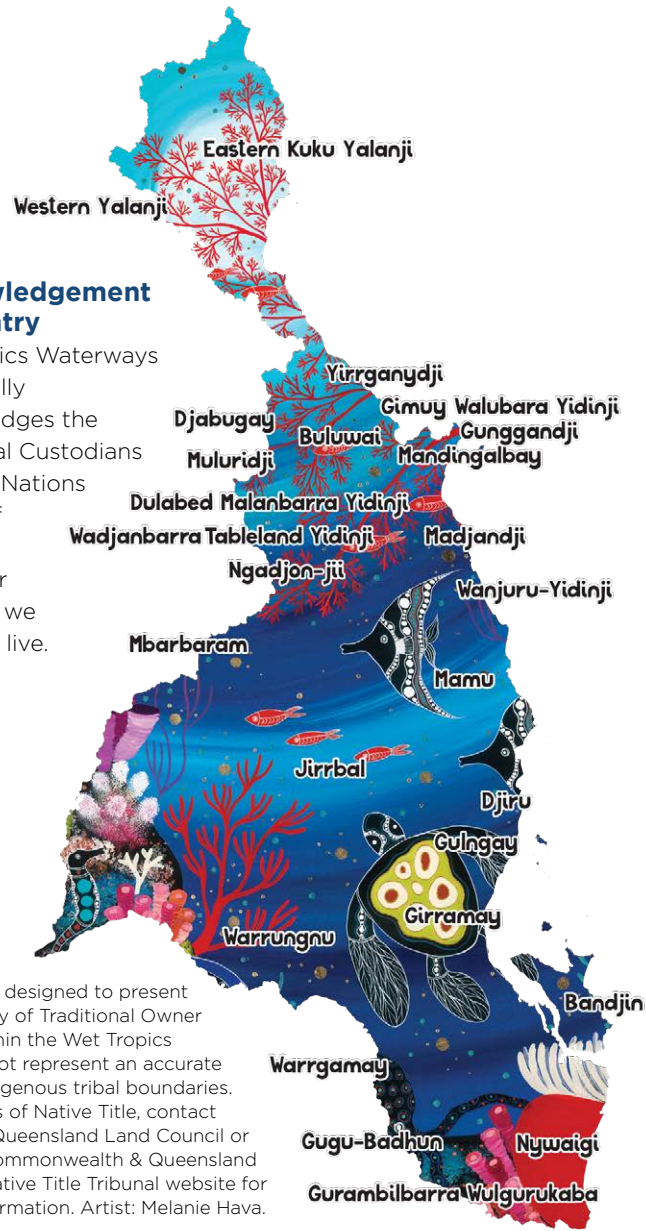 Eastern Kuku Yalanji
Western Yalanji
wledgement
ntry
ics Waterways
lly
dges the
al Custodians
Nations
f
r
we
live.
Yirrganydji
Gimuy Walubara Yidinji
Djabugay
Buluwai
Gunggandji
Muluridji
Mandingalbay
Dulabed Malanbarra Yidinji
Wadjanbarra Tableland Yidinji
Madjandji
Ngadjon-jii
Wanjuru-Yidinji
Mbarbaram
Mamu
Jirrbal
Djiru
Gulngay
Girramay
Warrungnu
Bandjin
Warrgamay
Gugu-Badhun
Nywaigi
Gurambilbarra Wulgurukaba
designed to present
y of Traditional Owner
hin the Wet Tropics
ot represent an accurate
genous tribal boundaries.
s of Native Title, contact
Queensland Land Council or
ommonwealth & Queensland
ative Title Tribunal website for
rmation. Artist: Melanie Hava.